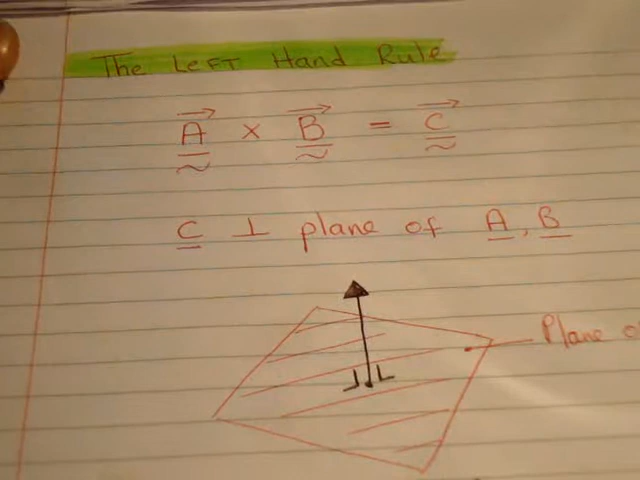 The LEFT Hand Rule
A × B = C
C ⊥ plane of A, B
Plane o